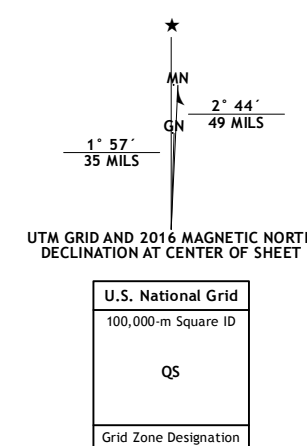 ★
MN
2° 44´
GN
49 MILS
1° 57´
35 MILS
UTM GRID AND 2016 MAGNETIC NORTH
DECLINATION AT CENTER OF SHEET
U.S. National Grid
100,000-m Square ID
QS
Grid Zone Designation